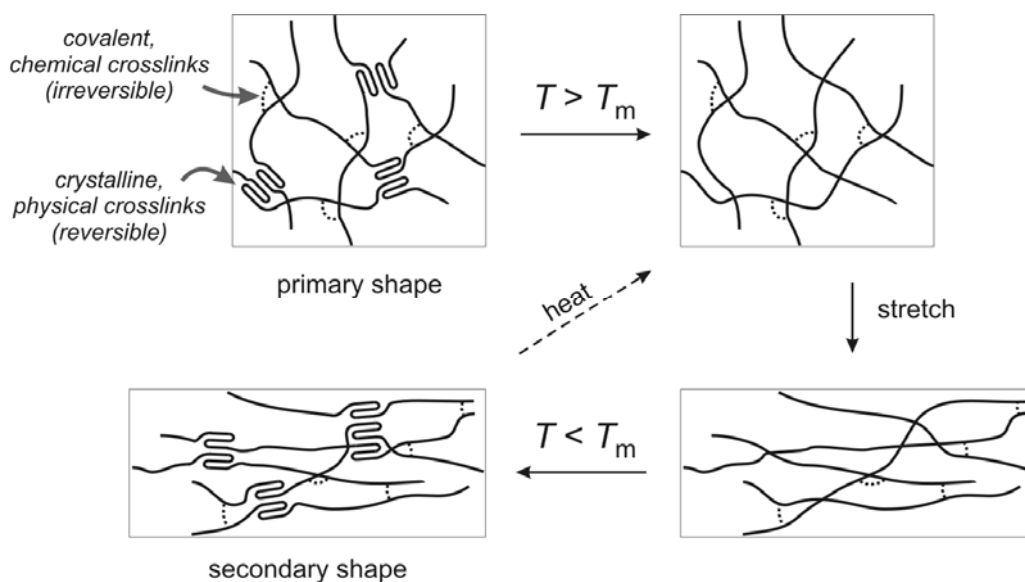 covalent,
chemical crosslinks
(irreversible)
crystalline,
physical crosslinks
(reversible)
primary shape
T > Tm
heat
stretch
T < Tm
secondary shape